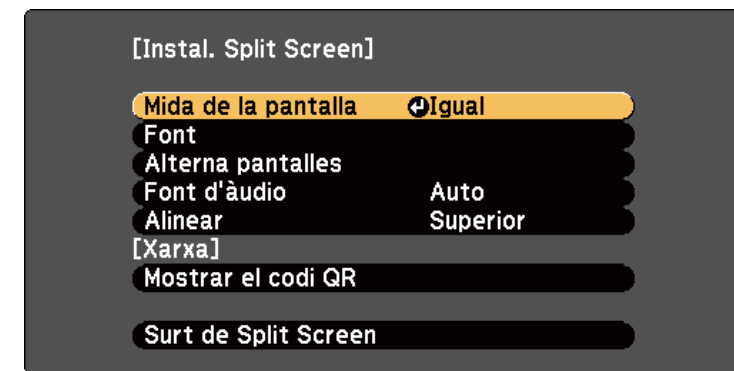 [Instal. Split Screen]
Mida de la pantalla Igual
Font
Alterna pantalles
Font d'àudio Auto
Alinear Superior
[Xarxa]
Mostrar el codi QR
Surt de Split Screen